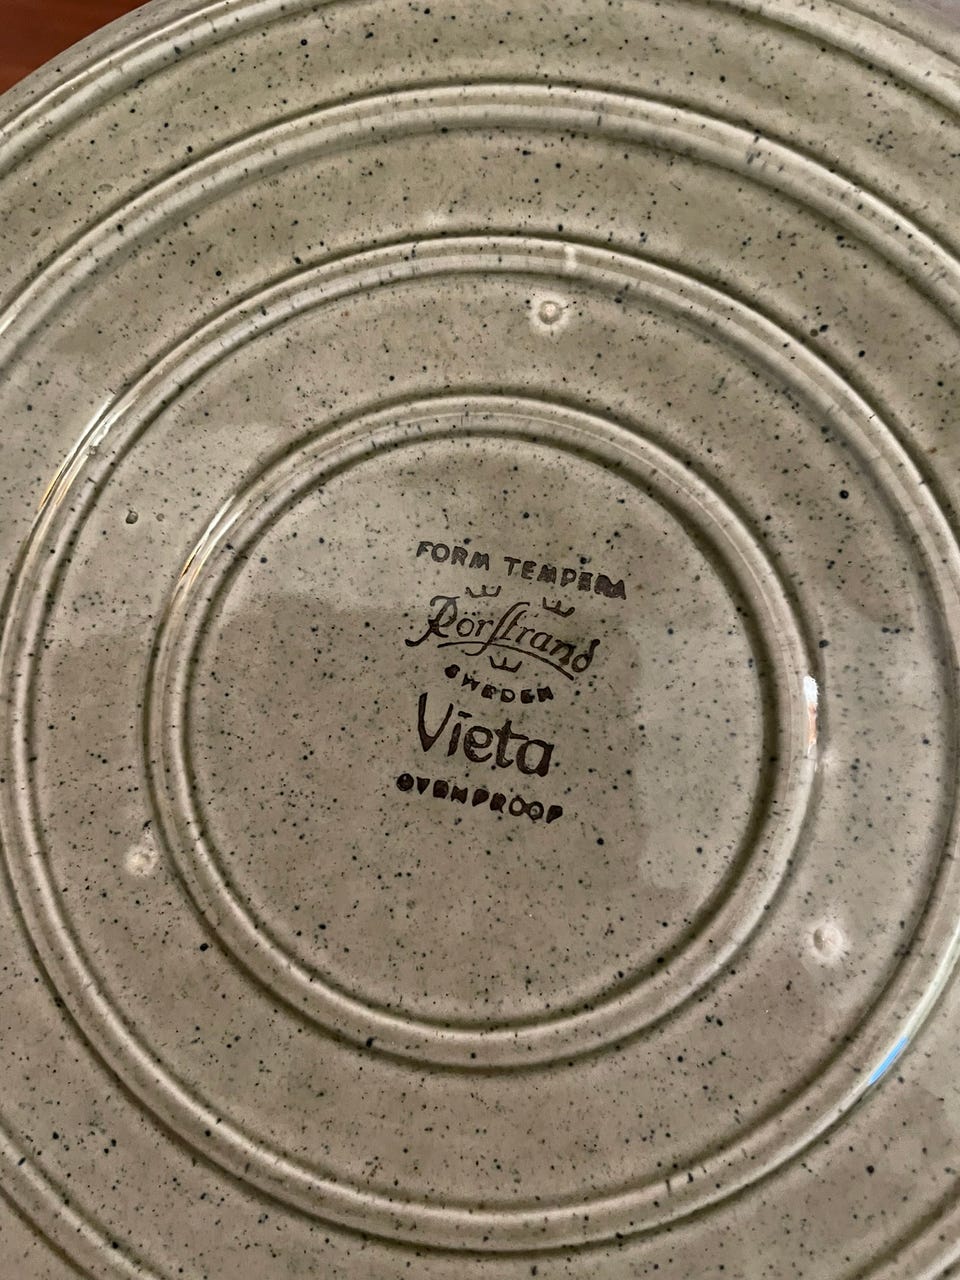 FORM TEMPERA
Rörstrand
SWEDEN
Vieta
OVENPROOF